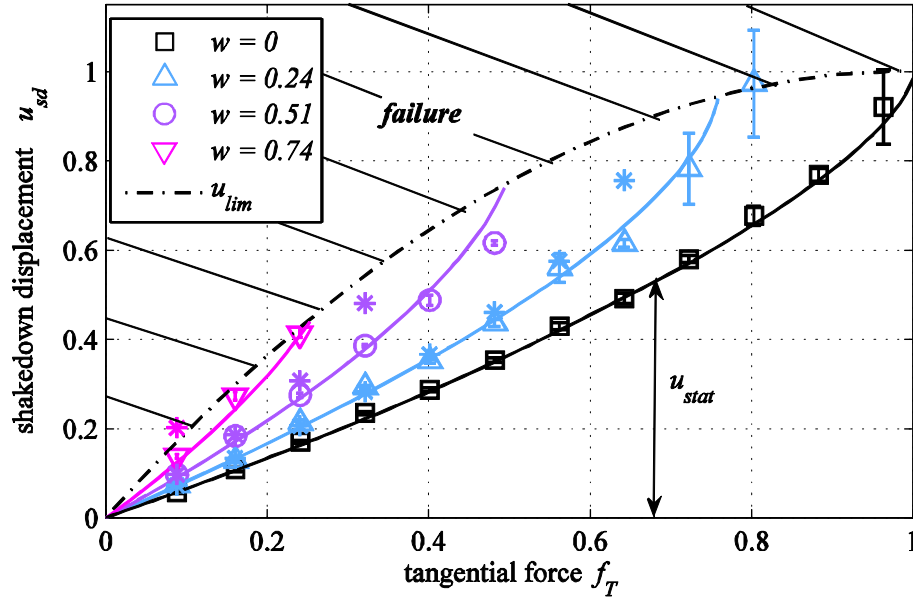 w = 0
w = 0.24
w = 0.51
w = 0.74
u_lim
failure
u_stat
shakedown displacement u_sd
1
0.8
0.6
0.4
0.2
0
0 0.2 0.4 0.6 0.8 1
tangential force f_T